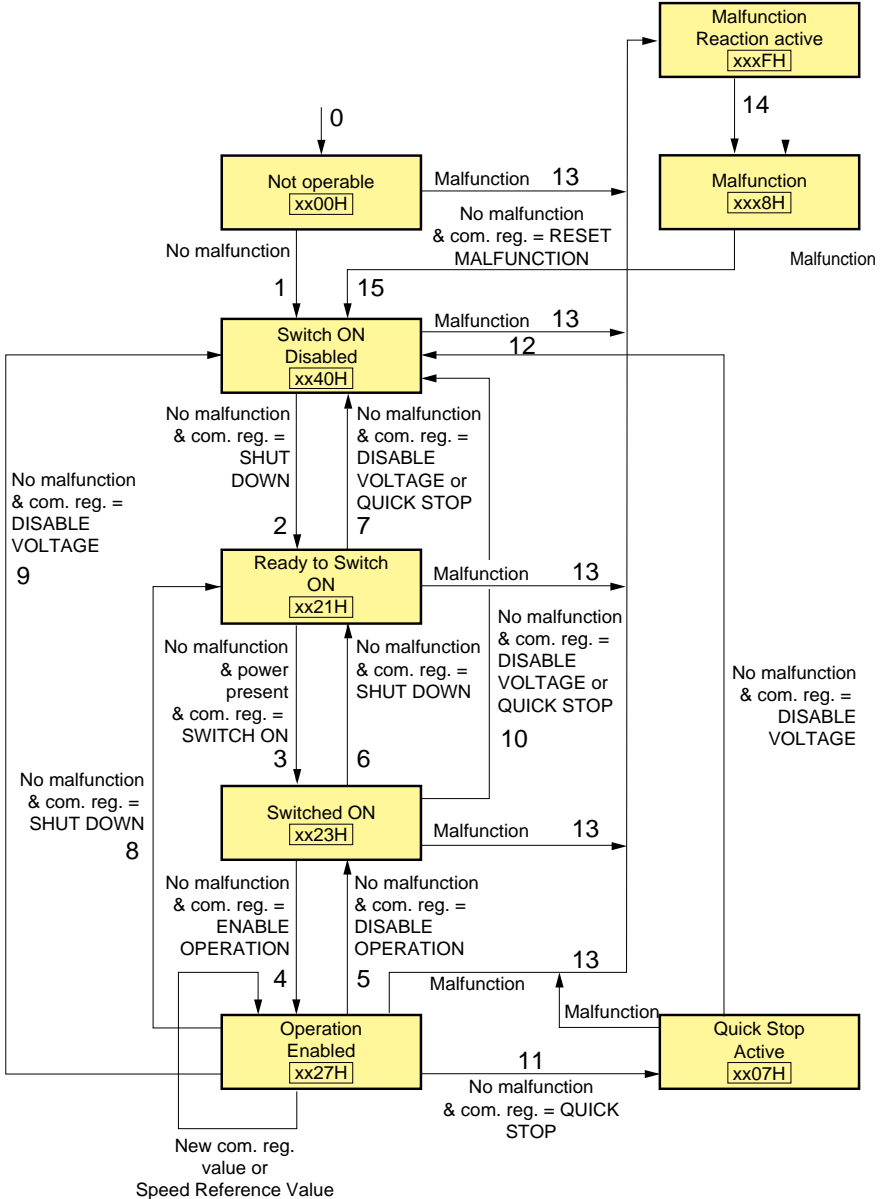 Malfunction
Reaction active
xxxFH
14
0
Not operable
xx00H
Malfunction 13
Malfunction
xxx8H
No malfunction
& com. reg. = RESET
MALFUNCTION
No malfunction
Malfunction
1
15
Switch ON
Disabled
xx40H
Malfunction 13
12
No malfunction
& com. reg. =
SHUT
DOWN
No malfunction
& com. reg. =
DISABLE
VOLTAGE or
QUICK STOP
No malfunction
& com. reg. =
DISABLE
VOLTAGE
9
2
7
Ready to Switch
ON
xx21H
Malfunction 13
No malfunction
& power
present
& com. reg. =
SWITCH ON
No malfunction
& com. reg. =
SHUT DOWN
No malfunction
& com. reg. =
DISABLE
VOLTAGE or
QUICK STOP
10
No malfunction
& com. reg. =
DISABLE
VOLTAGE
3
6
No malfunction
& com. reg. =
SHUT DOWN
8
Switched ON
xx23H
Malfunction 13
No malfunction
& com. reg. =
ENABLE
OPERATION
No malfunction
& com. reg. =
DISABLE
OPERATION
4
5
13
Malfunction
Malfunction
Operation
Enabled
xx27H
11
No malfunction
& com. reg. = QUICK
STOP
Quick Stop
Active
xx07H
New com. reg.
value or
Speed Reference Value